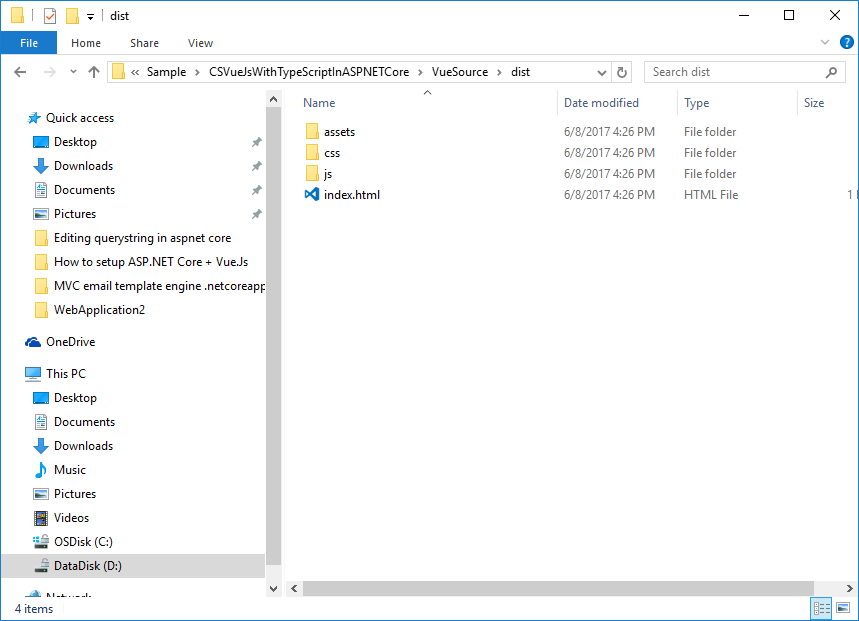 dist
File Home Share View
« Sample › CSVueJsWithTypeScriptInASPNETCore › VueSource › dist
Search dist
Name Date modified Type Size
assets 6/8/2017 4:26 PM File folder
css 6/8/2017 4:26 PM File folder
js 6/8/2017 4:26 PM File folder
index.html 6/8/2017 4:26 PM HTML File 1
Quick access
Desktop
Downloads
Documents
Pictures
Editing querystring in aspnet core
How to setup ASP.NET Core + VueJs
MVC email template engine .netcoreapp
WebApplication2
OneDrive
This PC
Desktop
Documents
Downloads
Music
Pictures
Videos
OSDisk (C:)
DataDisk (D:)
Network
4 items